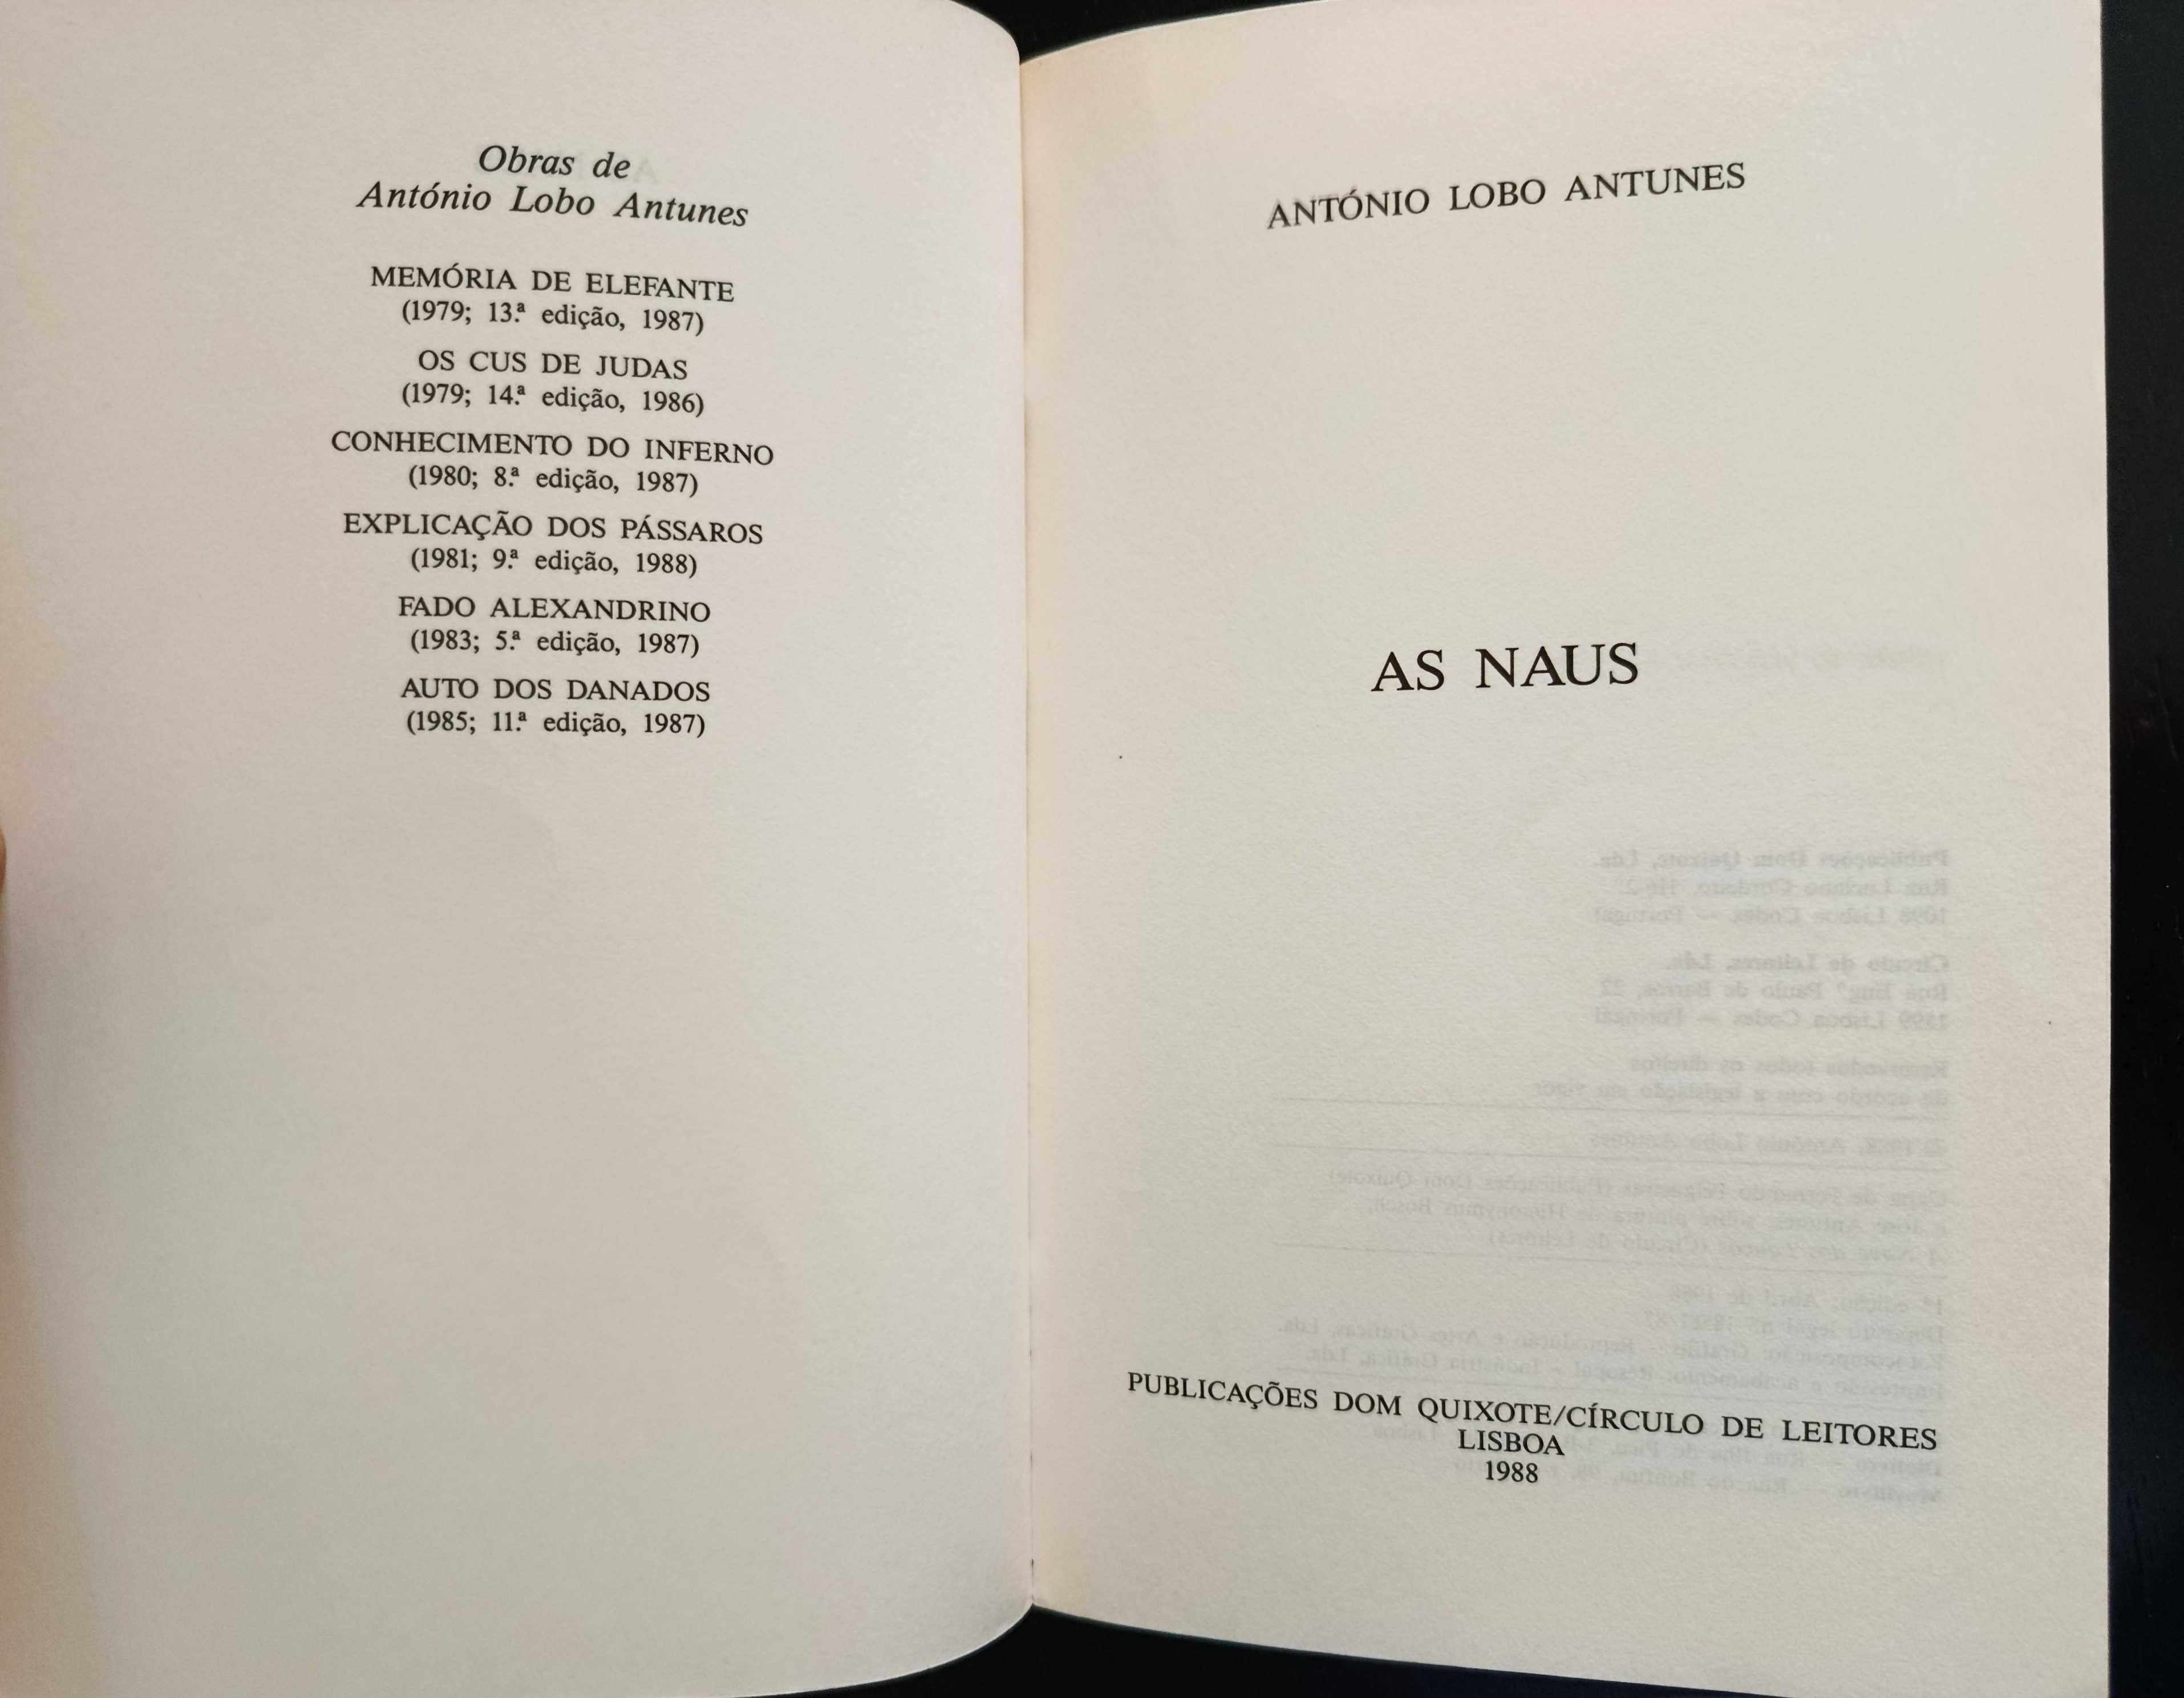 Obras de
António Lobo Antunes
MEMÓRIA DE ELEFANTE
(1979; 13.ª edição, 1987)
OS CUS DE JUDAS
(1979; 14.ª edição, 1986)
CONHECIMENTO DO INFERNO
(1980; 8.ª edição, 1987)
EXPLICAÇÃO DOS PÁSSAROS
(1981; 9.ª edição, 1988)
FADO ALEXANDRINO
(1983; 5.ª edição, 1987)
AUTO DOS DANADOS
(1985; 11.ª edição, 1987)
ANTÓNIO LOBO ANTUNES
AS NAUS
PUBLICAÇÕES DOM QUIXOTE/CÍRCULO DE LEITORES
LISBOA
1988